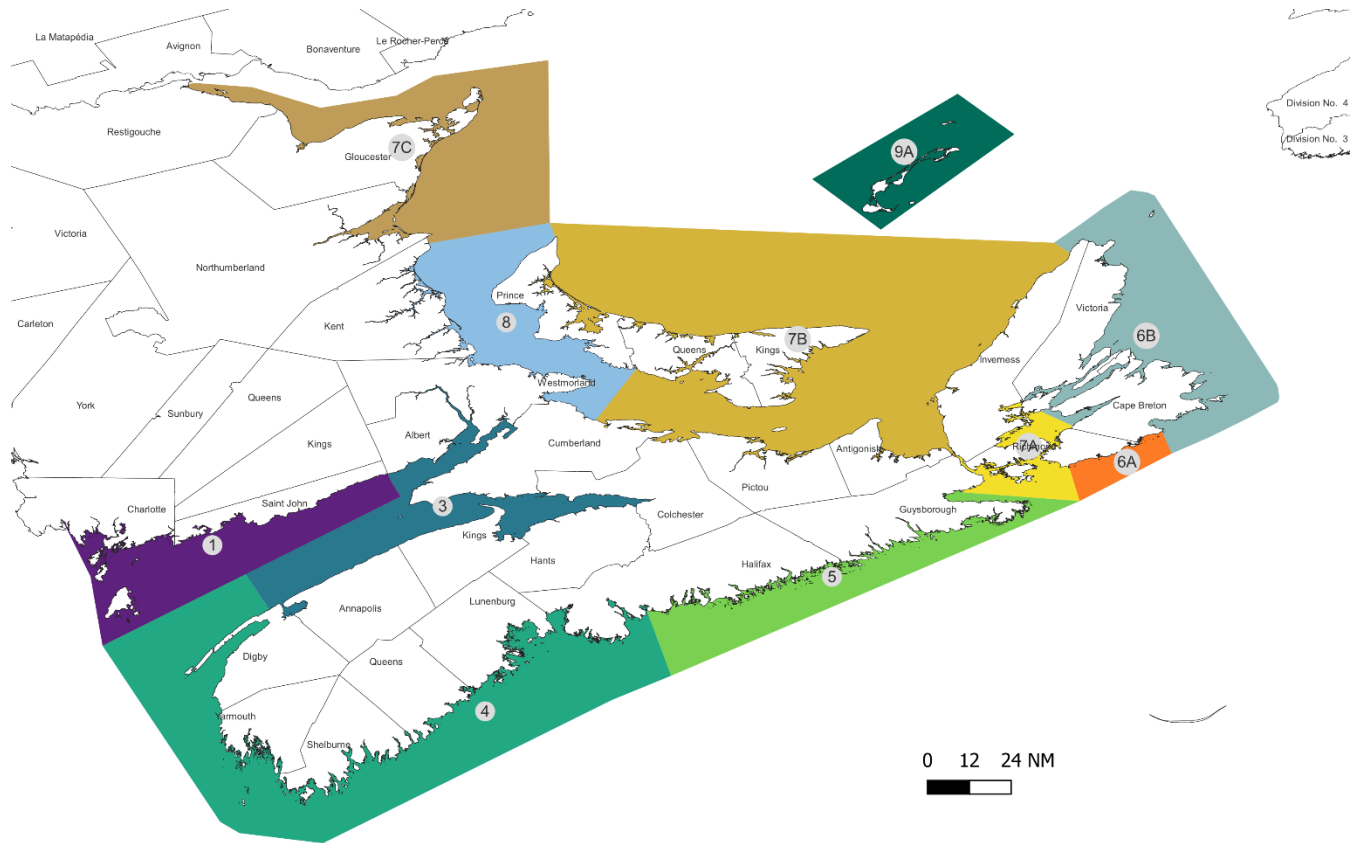 La Matapédia
Avignon
Bonaventure
Le Rocher-Percé
Division No. 4
Division No. 3
Restigouche
7C
Gloucester
9A
Victoria
Northumberland
Carleton
Kent
Prince
8
Victoria
6B
7B
Queens
Kings
Inverness
York
Sunbury
Queens
Westmorland
Cape Breton
Kings
Albert
Cumberland
Antigonish
Richmond
7A
6A
Pictou
Charlotte
Saint John
3
Colchester
Guysborough
1
Kings
Hants
Halifax
5
Annapolis
Lunenburg
Digby
Queens
4
Yarmouth
Shelburne
0 12 24 NM